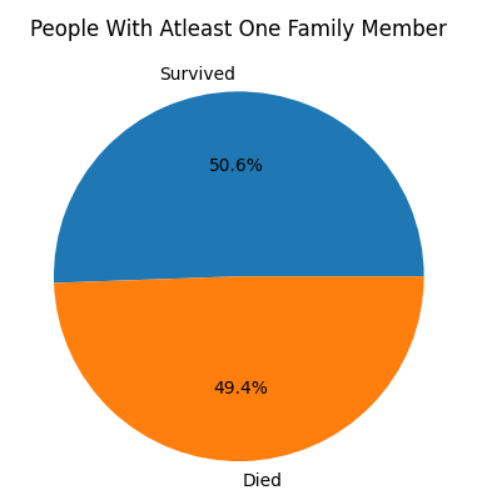 People With Atleast One Family Member
Survived
50.6%
49.4%
Died